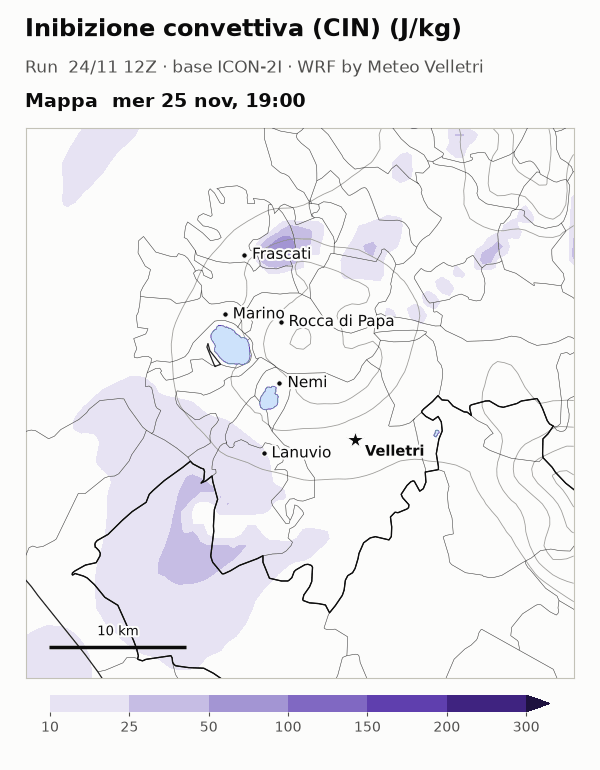 Inibizione convettiva (CIN) (J/kg)
Run 24/11 12Z · base ICON-2I · WRF by Meteo Velletri
Mappa mer 25 nov, 19:00
Frascati
Marino
Rocca di Papa
Nemi
Velletri
Lanuvio
10 km
10 25 50 100 150 200 300